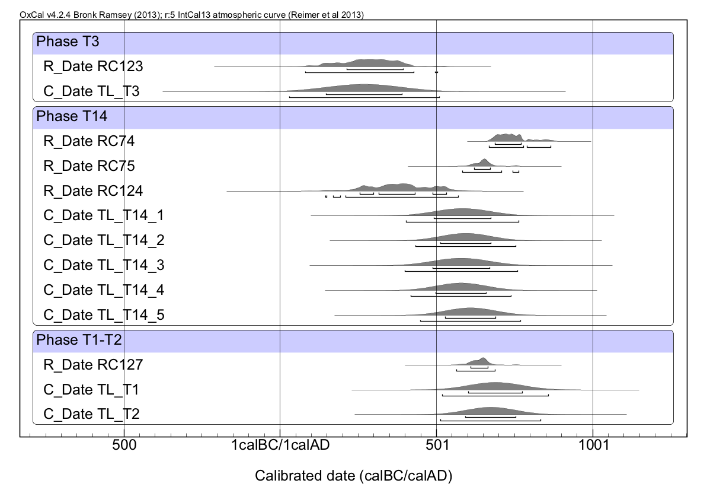 OxCal v4.2.4 Bronk Ramsey (2013); r:5 IntCal13 atmospheric curve (Reimer et al 2013)
Phase T3
R_Date RC123
C_Date TL_T3
Phase T14
R_Date RC74
R_Date RC75
R_Date RC124
C_Date TL_T14_1
C_Date TL_T14_2
C_Date TL_T14_3
C_Date TL_T14_4
C_Date TL_T14_5
Phase T1-T2
R_Date RC127
C_Date TL_T1
C_Date TL_T2
500 1calBC/1calAD 501 1001
Calibrated date (calBC/calAD)